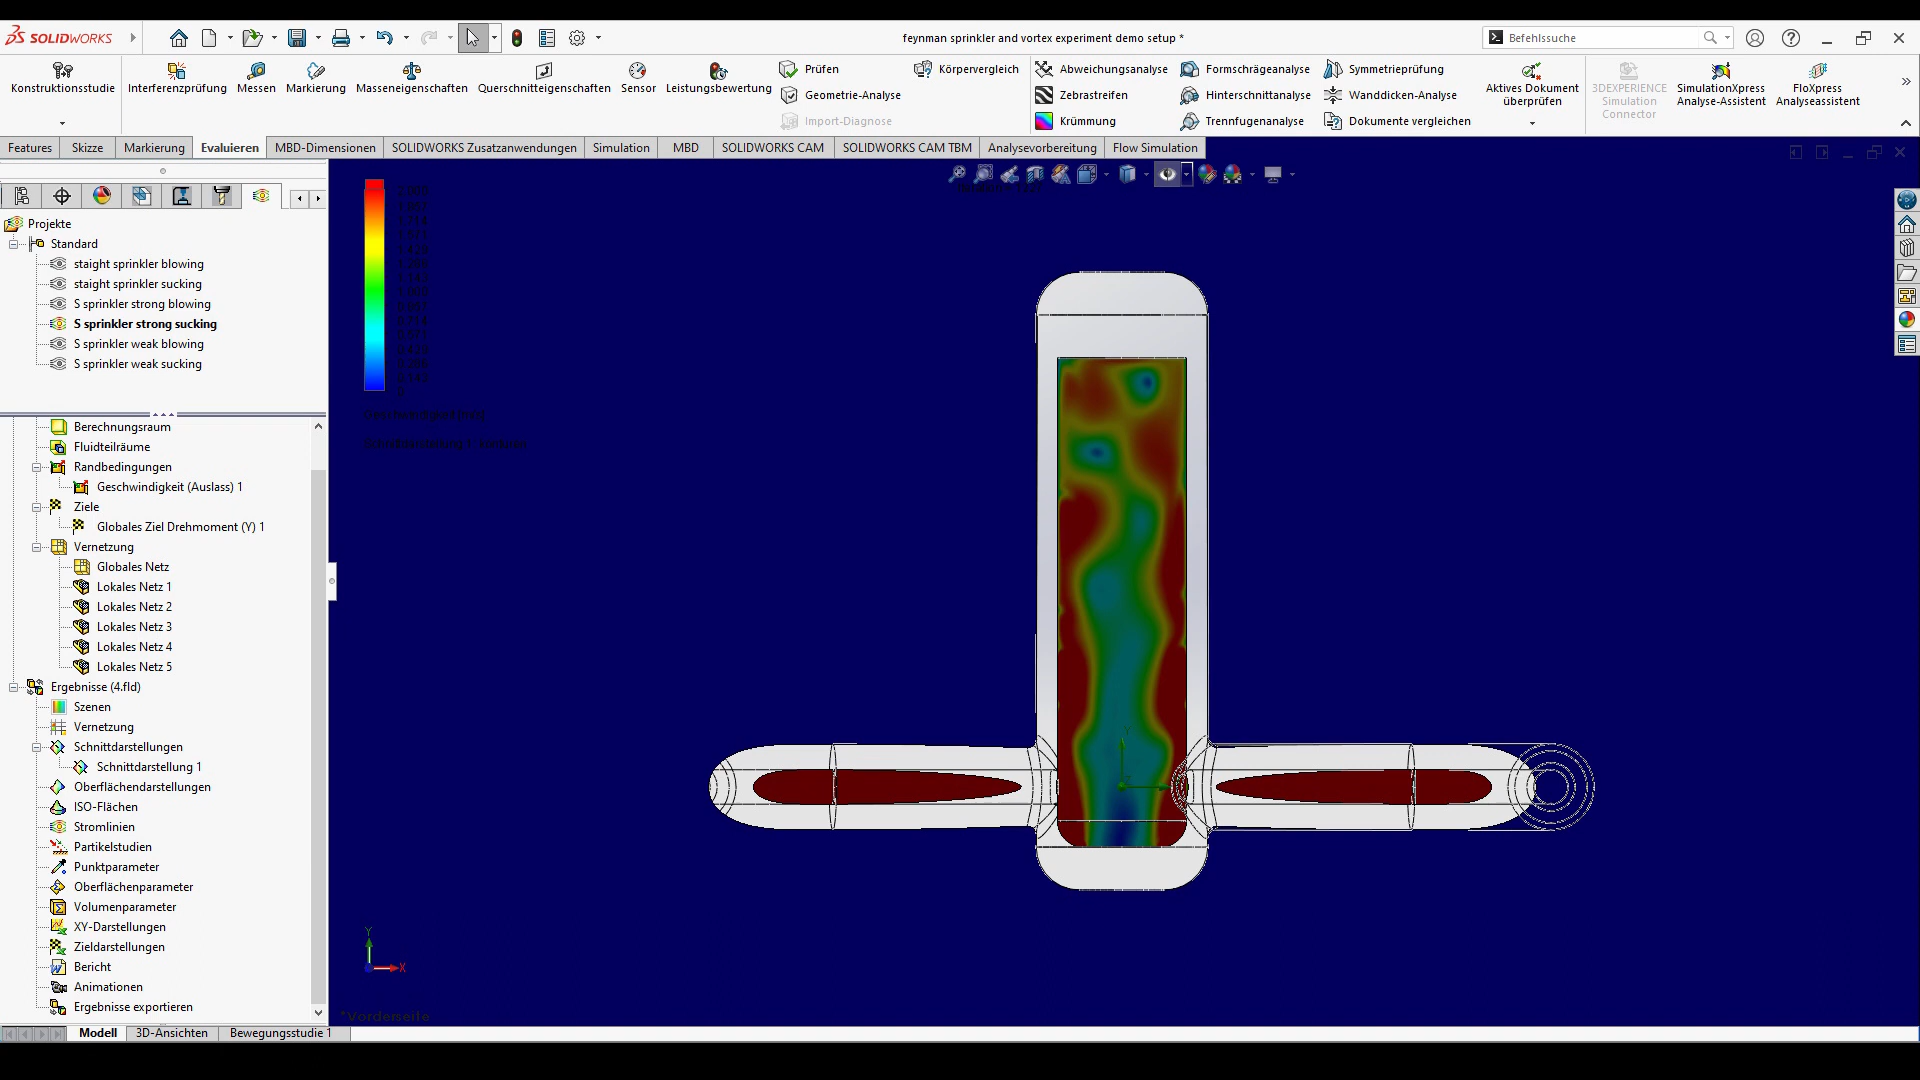 SOLIDWORKS
feynman sprinkler and vortex experiment demo setup *
Befehlssuche
Konstruktionsstudie
Interferenzprüfung
Messen
Markierung
Masseneigenschaften
Querschnitteigenschaften
Sensor
Leistungsbewertung
Prüfen
Geometrie-Analyse
Import-Diagnose
Körpervergleich
Abweichungsanalyse
Zebrastreifen
Krümmung
Formschrägeanalyse
Hinterschnittanalyse
Trennfugenanalyse
Symmetrieprüfung
Wanddicken-Analyse
Dokumente vergleichen
Aktives Dokument
überprüfen
3DEXPERIENCE
Simulation
Connector
SimulationXpress
Analyse-Assistent
FloXpress
Analyseassistent
Features
Skizze
Markierung
Evaluieren
MBD-Dimensionen
SOLIDWORKS Zusatzanwendungen
Simulation
MBD
SOLIDWORKS CAM
SOLIDWORKS CAM TBM
Analysevorbereitung
Flow Simulation
Projekte
Standard
staight sprinkler blowing
staight sprinkler sucking
S sprinkler strong blowing
S sprinkler strong sucking
S sprinkler weak blowing
S sprinkler weak sucking
Berechnungsraum
Fluidteilräume
Randbedingungen
Geschwindigkeit (Auslass) 1
Ziele
Globales Ziel Drehmoment (Y) 1
Vernetzung
Globales Netz
Lokales Netz 1
Lokales Netz 2
Lokales Netz 3
Lokales Netz 4
Lokales Netz 5
Ergebnisse (4.fld)
Szenen
Vernetzung
Schnittdarstellungen
Schnittdarstellung 1
Oberflächendarstellungen
ISO-Flächen
Stromlinien
Partikelstudien
Punktparameter
Oberflächenparameter
Volumenparameter
XY-Darstellungen
Zieldarstellungen
Bericht
Animationen
Ergebnisse exportieren
Y
X
*Vorderseite
Modell
3D-Ansichten
Bewegungsstudie 1